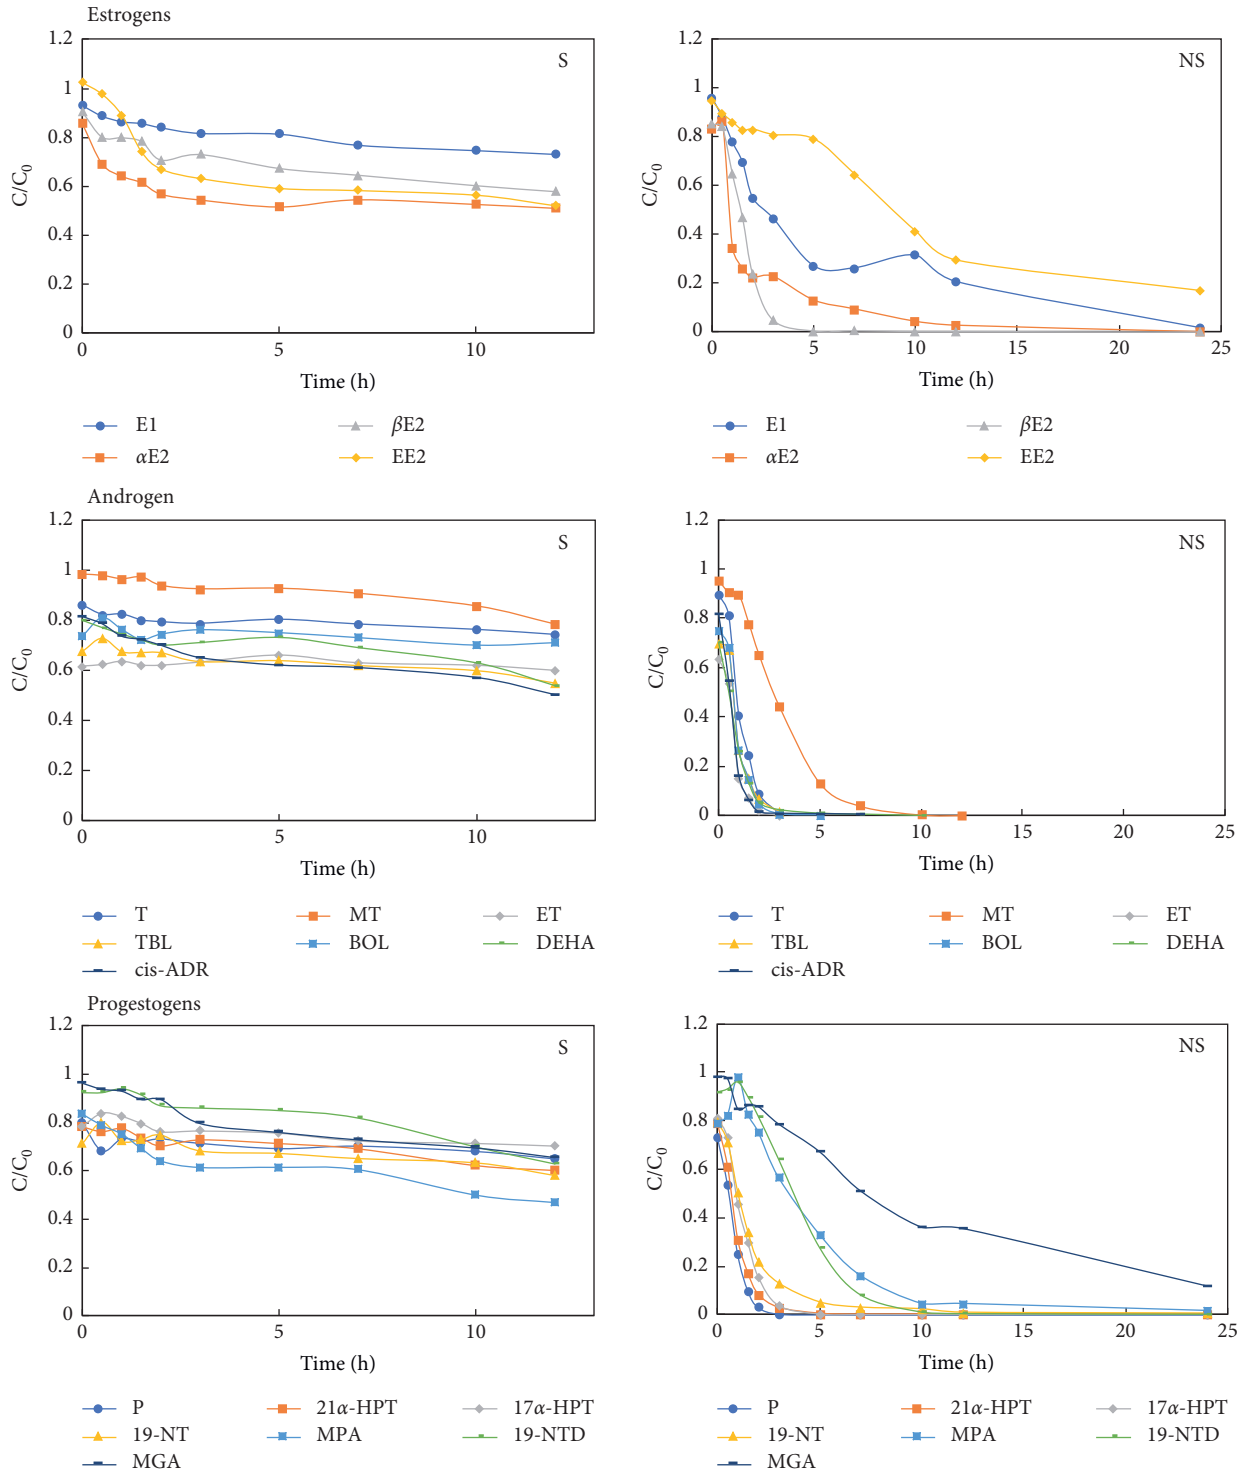 Estrogens
S
1.2
1
0.8
0.6
0.4
0.2
0
C/C0
0 5 10
Time (h)
E1 βE2
αE2 EE2
NS
1.2
1
0.8
0.6
0.4
0.2
0
C/C0
0 5 10 15 20 25
Time (h)
E1 βE2
αE2 EE2
Androgen
S
1.2
1
0.8
0.6
0.4
0.2
0
C/C0
0 5 10
Time (h)
T MT ET
TBL BOL DEHA
cis-ADR
NS
1.2
1
0.8
0.6
0.4
0.2
0
C/C0
0 5 10 15 20 25
Time (h)
T MT ET
TBL BOL DEHA
cis-ADR
Progestogens
S
1.2
1
0.8
0.6
0.4
0.2
0
C/C0
0 5 10
Time (h)
P 21α-HPT 17α-HPT
19-NT MPA 19-NTD
MGA
NS
1.2
1
0.8
0.6
0.4
0.2
0
C/C0
0 5 10 15 20 25
Time (h)
P 21α-HPT 17α-HPT
19-NT MPA 19-NTD
MGA